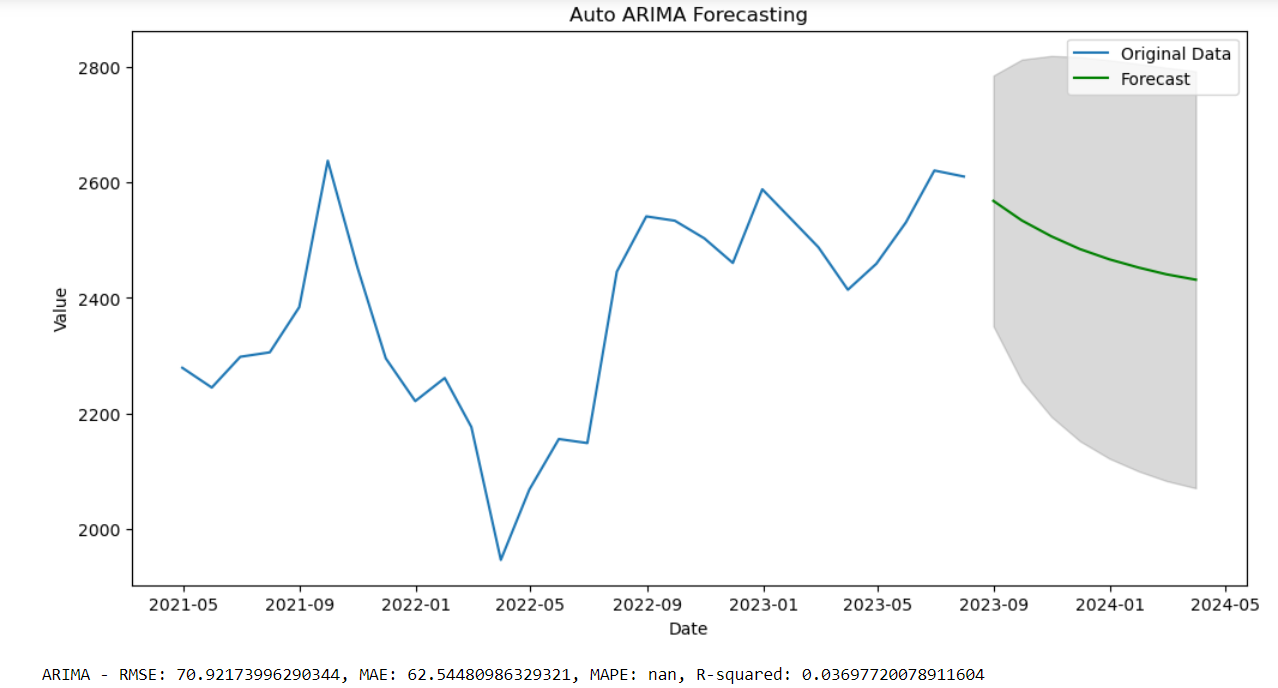 Auto ARIMA Forecasting
Original Data
Forecast
2800
2600
2400
2200
2000
Value
2021-05 2021-09 2022-01 2022-05 2022-09 2023-01 2023-05 2023-09 2024-01 2024-05
Date
ARIMA - RMSE: 70.92173996290344, MAE: 62.54480986329321, MAPE: nan, R-squared: 0.03697720078911604